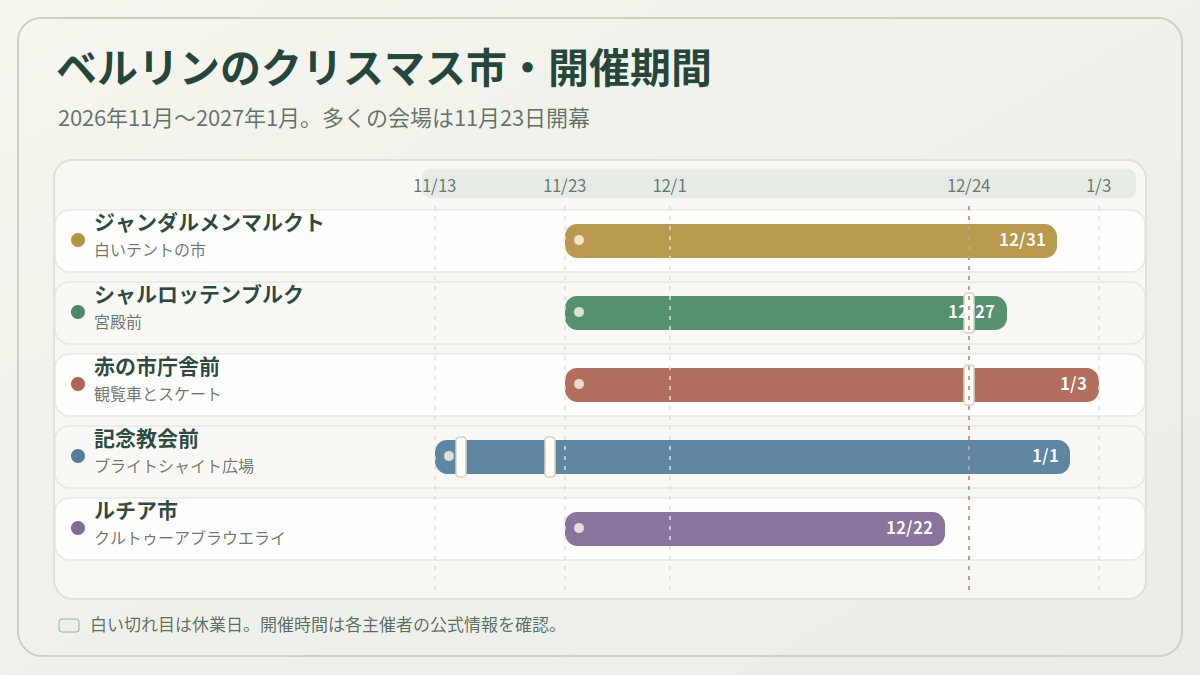 ベルリンのクリスマス市・開催期間
2026年11月～2027年1月。多くの会場は11月23日開幕
11/13 11/23 12/1 12/24 1/3
ジャンダルメンマルクト
白いテントの市
12/31
シャルロッテンブルク
宮殿前
12/27
赤の市庁舎前
観覧車とスケート
1/3
記念教会前
ブライトシャイト広場
1/1
ルチア市
クルトゥーアブラウエライ
12/22
白い切れ目は休業日。開催時間は各主催者の公式情報を確認。